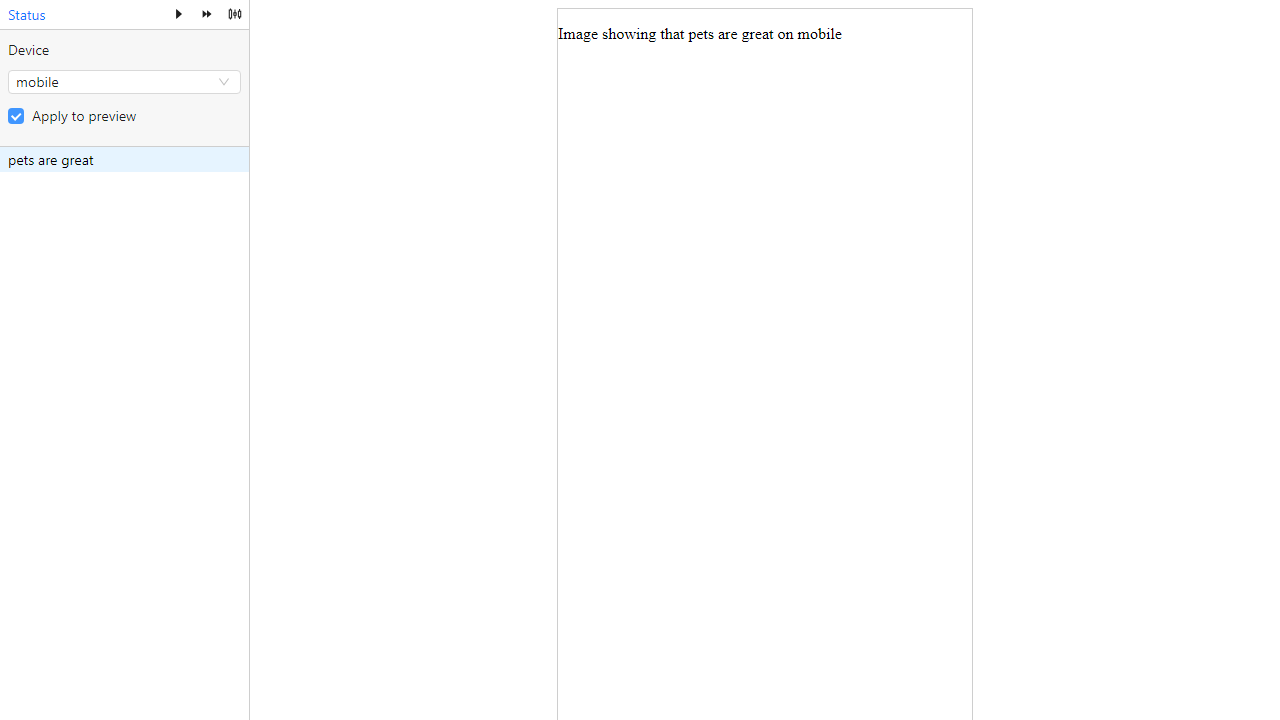 Status
Device
mobile
Apply to preview
pets are great
Image showing that pets are great on mobile